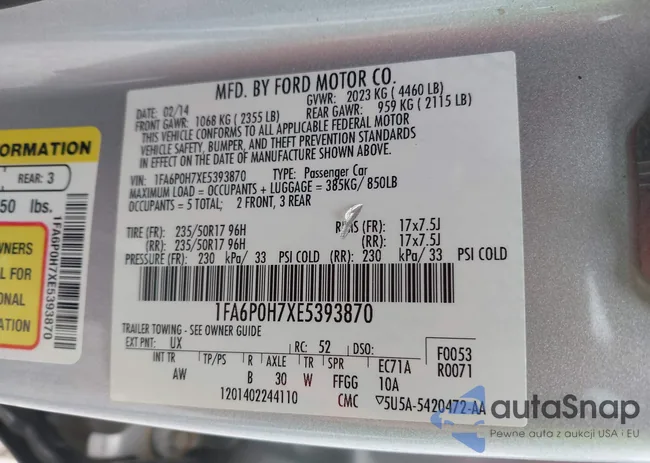 MFD. BY FORD MOTOR CO.
DATE: 02/14 GVWR: 2023 KG ( 4460 LB)
FRONT GAWR: 1068 KG ( 2355 LB) REAR GAWR: 959 KG ( 2115 LB)
THIS VEHICLE CONFORMS TO ALL APPLICABLE FEDERAL MOTOR
VEHICLE SAFETY, BUMPER, AND THEFT PREVENTION STANDARDS
IN EFFECT ON THE DATE OF MANUFACTURE SHOWN ABOVE.
VIN: 1FA6P0H7XE5393870 TYPE: Passenger Car
MAXIMUM LOAD = OCCUPANTS + LUGGAGE = 385KG/ 850LB
OCCUPANTS = 5 TOTAL: 2 FRONT, 3 REAR
TIRE (FR): 235/50R17 96H (FR): 17x7.5J
(RR): 235/50R17 96H (RR): 17x7.5J
PRESSURE (FR): 230 kPa/ 33 PSI COLD (RR): 230 kPa/ 33 PSI COLD
1FA6P0H7XE5393870
TRAILER TOWING - SEE OWNER GUIDE
EXT PNT: UX RC: 52 DSO: F0053
INT TR TP/PS R AXLE TR SPR EC71A R0071
AW B 30 W FFGG 10A
1201402244110 CMC 5U5A-5420472-AA
ORMATION
REAR: 3
50 lbs.
WNERS
L FOR
ONAL
ATION
1FA6P0H7XE5393870
autaSnap
Pewne auta z aukcji USA i EU